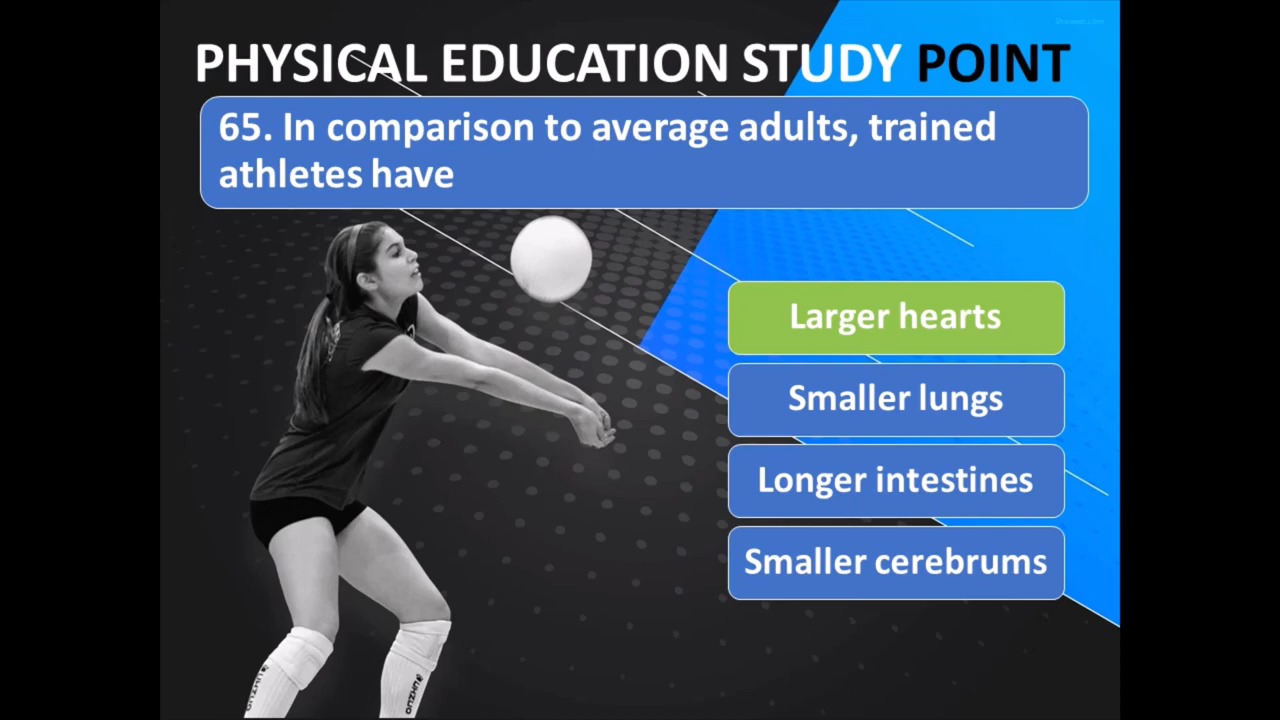 PHYSICAL EDUCATION STUDY POINT
65. In comparison to average adults, trained
athletes have
Larger hearts
Smaller lungs
Longer intestines
Smaller cerebrums